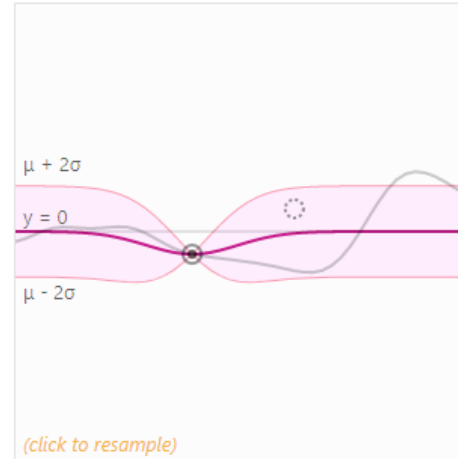 μ + 2σ
y = 0
μ - 2σ
(click to resample)